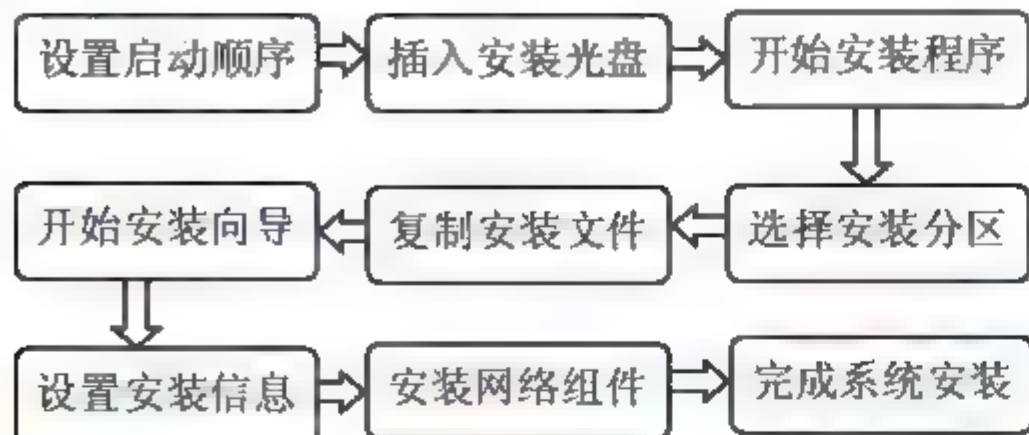 设置启动顺序
插入安装光盘
开始安装程序
选择安装分区
复制安装文件
开始安装向导
设置安装信息
安装网络组件
完成系统安装